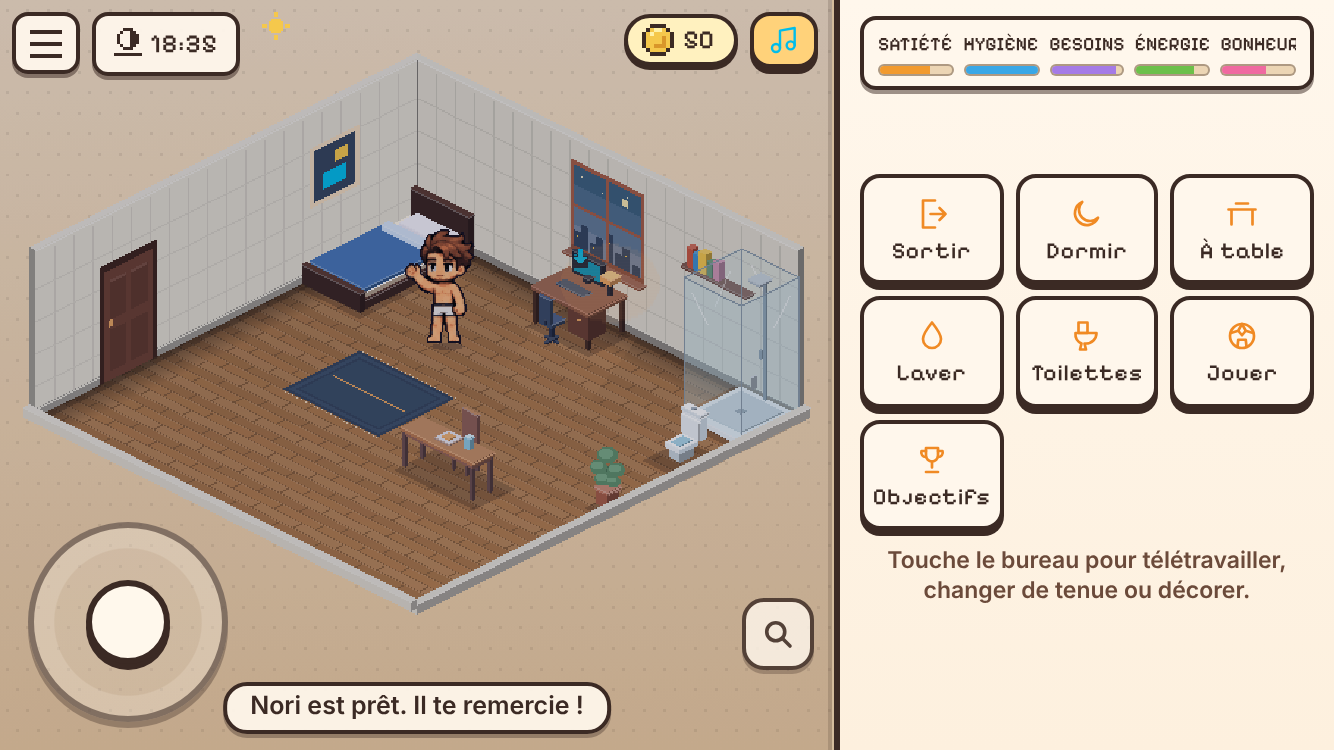 18:35
50
SATIÉTÉ HYGIÈNE BESOINS ÉNERGIE BONHEUR
Sortir
Dormir
À table
Laver
Toilettes
Jouer
Objectifs
Touche le bureau pour télétravailler,
changer de tenue ou décorer.
Nori est prêt. Il te remercie !